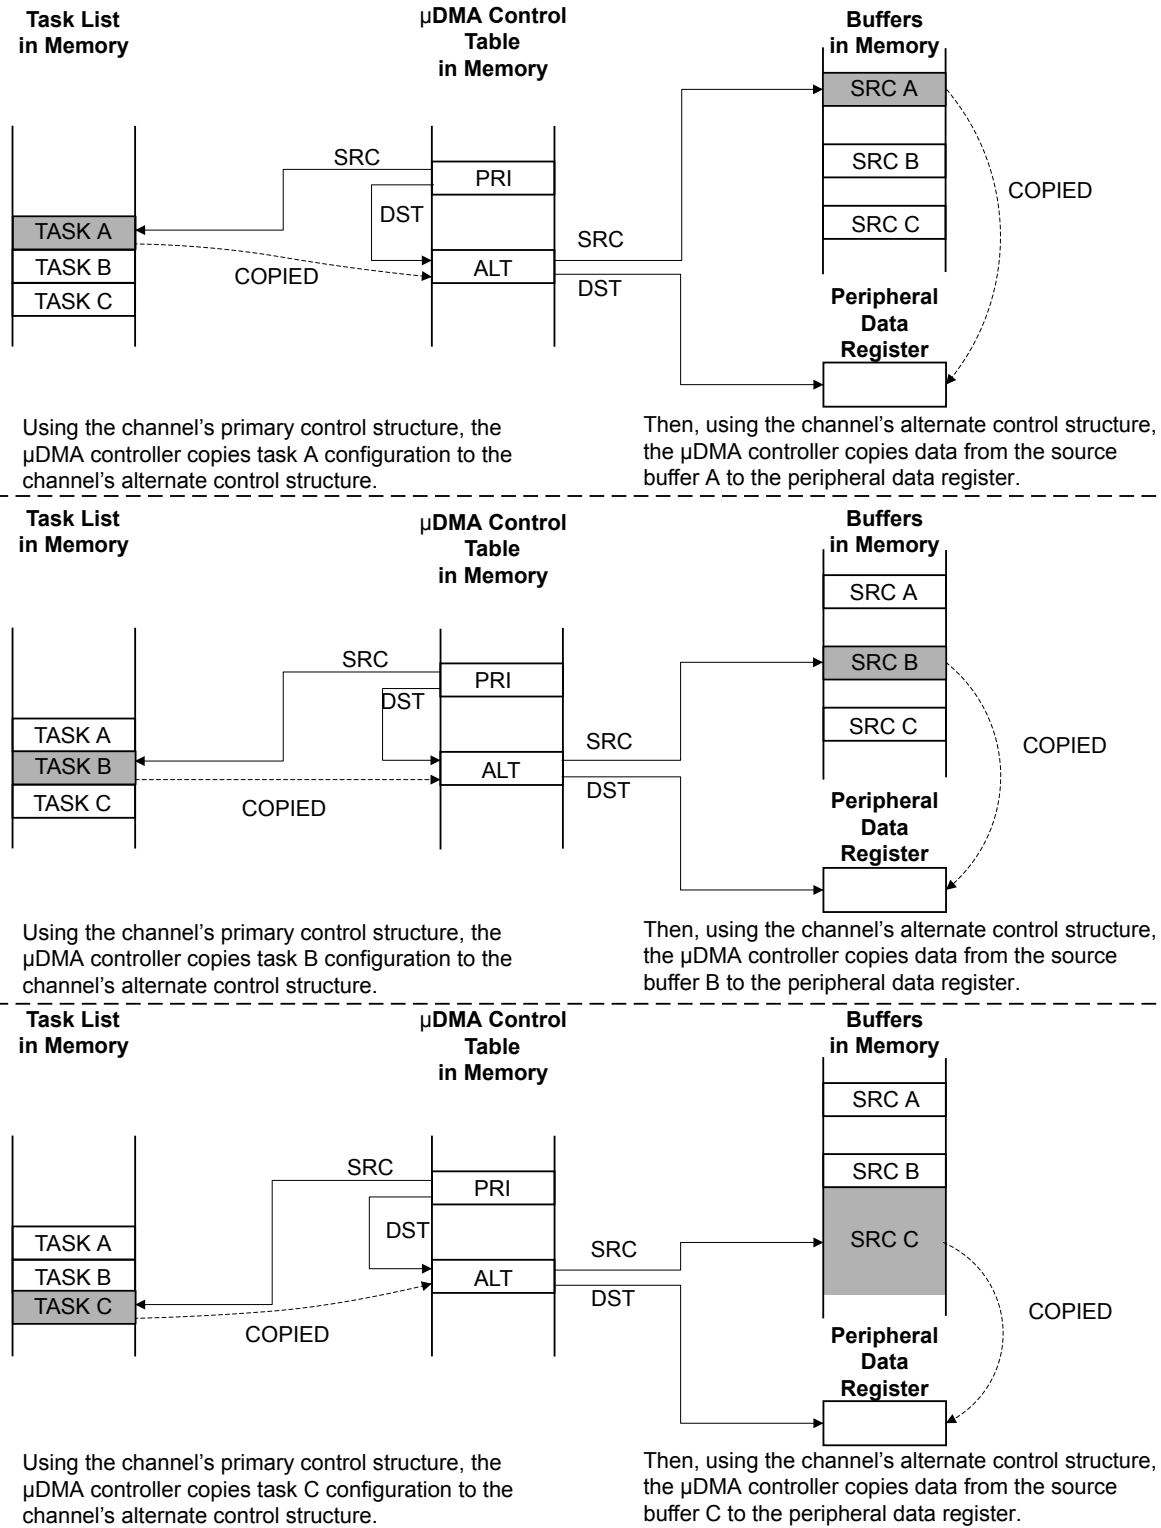 Task List
in Memory
µDMA Control
Table
in Memory
Buffers
in Memory
SRC A
SRC B
SRC C
SRC
PRI
DST
COPIED
TASK A
TASK B
TASK C
COPIED
ALT
SRC
DST
Peripheral
Data
Register
Using the channel’s primary control structure, the
µDMA controller copies task A configuration to the
channel’s alternate control structure.
Then, using the channel’s alternate control structure,
the µDMA controller copies data from the source
buffer A to the peripheral data register.
Task List
in Memory
µDMA Control
Table
in Memory
Buffers
in Memory
SRC A
SRC B
SRC C
SRC
PRI
DST
COPIED
TASK A
TASK B
TASK C
COPIED
ALT
SRC
DST
Peripheral
Data
Register
Using the channel’s primary control structure, the
µDMA controller copies task B configuration to the
channel’s alternate control structure.
Then, using the channel’s alternate control structure,
the µDMA controller copies data from the source
buffer B to the peripheral data register.
Task List
in Memory
µDMA Control
Table
in Memory
Buffers
in Memory
SRC A
SRC B
SRC C
SRC
PRI
DST
COPIED
TASK A
TASK B
TASK C
COPIED
ALT
SRC
DST
Peripheral
Data
Register
Using the channel’s primary control structure, the
µDMA controller copies task C configuration to the
channel’s alternate control structure.
Then, using the channel’s alternate control structure,
the µDMA controller copies data from the source
buffer C to the peripheral data register.